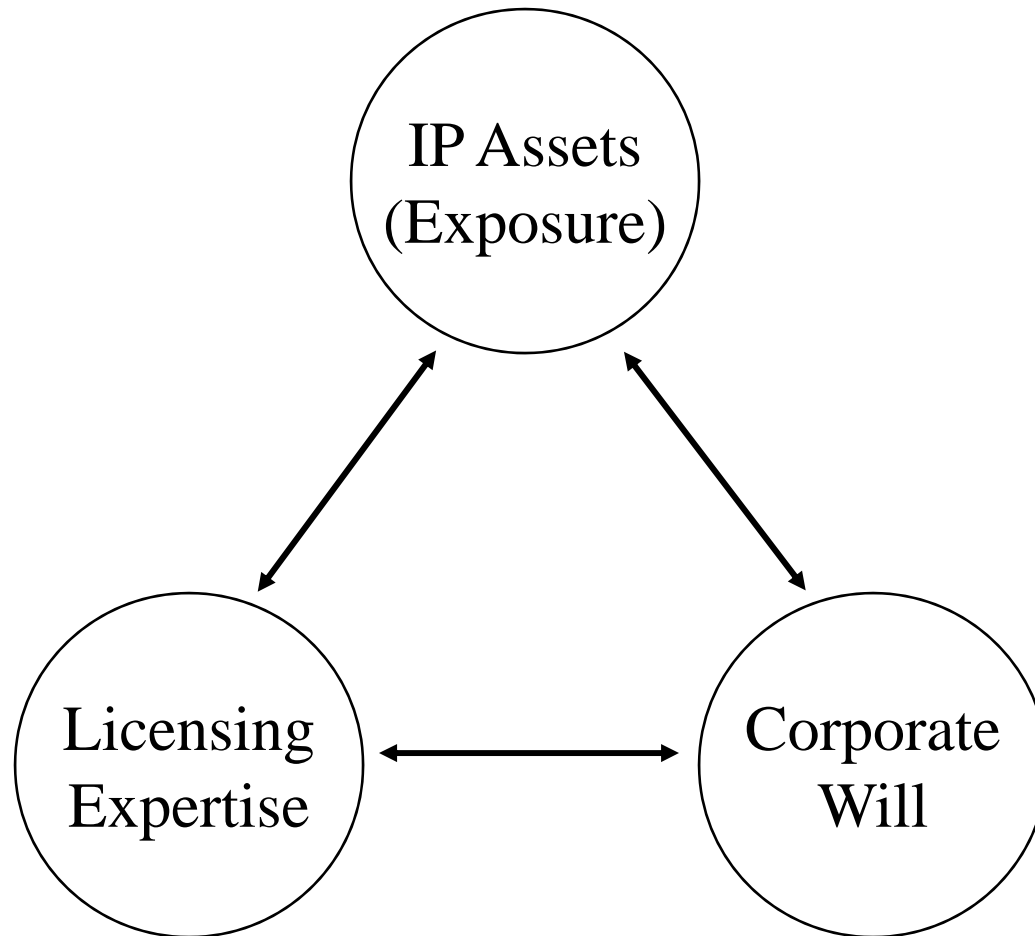 IP Assets
(Exposure)
Licensing
Expertise
Corporate
Will